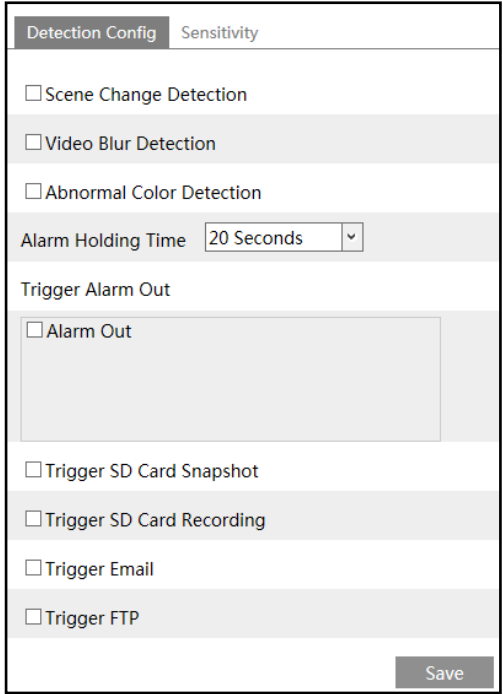 Detection Config Sensitivity
Scene Change Detection
Video Blur Detection
Abnormal Color Detection
Alarm Holding Time 20 Seconds
Trigger Alarm Out
Alarm Out
Trigger SD Card Snapshot
Trigger SD Card Recording
Trigger Email
Trigger FTP
Save